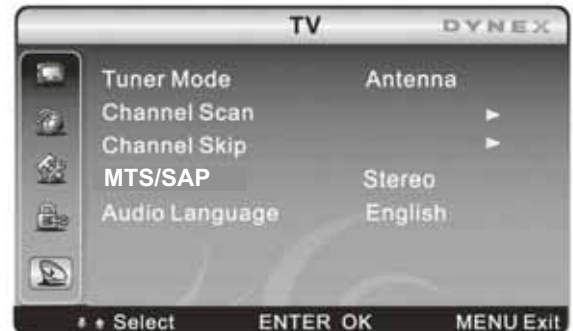 TV DYNEX
Tuner Mode Antenna
Channel Scan
Channel Skip
MTS/SAP Stereo
Audio Language English
Select ENTER OK MENU Exit